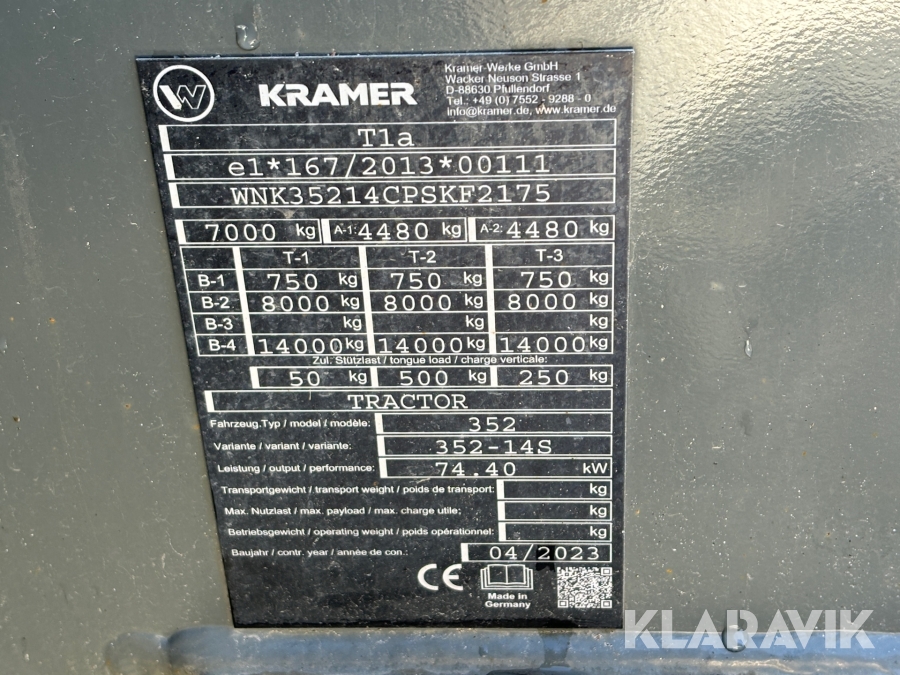 KRAMER
Kramer-Werke GmbH
Wacker Neuson Strasse 1
D-88630 Pfullendorf
Tel.: +49 (0) 7552 - 9288 - 0
info@kramer.de, www.kramer.de
T1a
e1*167/2013*00111
WNK35214CPSKF2175
7000 kg A-1: 4480 kg A-2: 4480 kg
T-1 T-2 T-3
B-1 750 kg 750 kg 750 kg
B-2 8000 kg 8000 kg 8000 kg
B-3 kg kg kg
B-4 14000 kg 14000 kg 14000 kg
Zul. Stützlast / tongue load / charge verticale:
50 kg 500 kg 250 kg
TRACTOR
Fahrzeug.Typ / model / modèle: 352
Variante / variant / variante: 352-14S
Leistung / output / performance: 74.40 kW
Transportgewicht / transport weight / poids de transport: kg
Max. Nutzlast / max. payload / max. charge utile: kg
Betriebsgewicht / operating weight / poids opérationnel: kg
Baujahr / contr. year / année de con.: 04/2023
CE
Made in
Germany
KLARAVIK